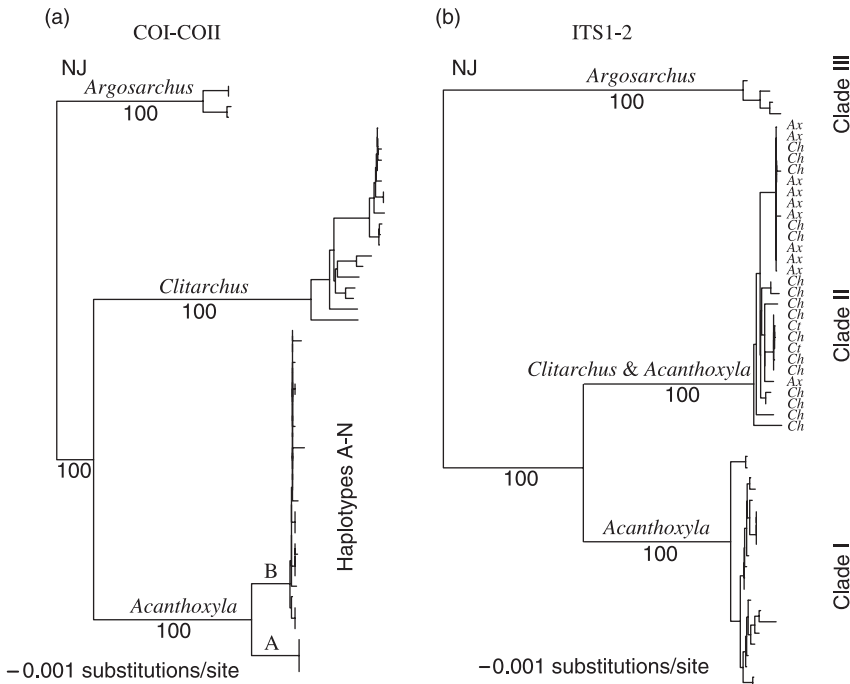 (a)
COI-COII
NJ
Argosarchus
100
Clitarchus
100
100
Haplotypes A-N
B
Acanthoxyla
100
A
–0.001 substitutions/site
(b)
ITS1-2
NJ
Argosarchus
100
Clade III
Ax
Ax
Ch
Ch
Ch
Ax
Ax
Ax
Ax
Ch
Ch
Ax
Ax
Ax
Ch
Ch
Ch
Ch
Ct
Ch
Ct
Ch
Ch
Ax
Ch
Ch
Ch
Ch
Clade II
Clitarchus & Acanthoxyla
100
100
Acanthoxyla
100
Clade I
–0.001 substitutions/site